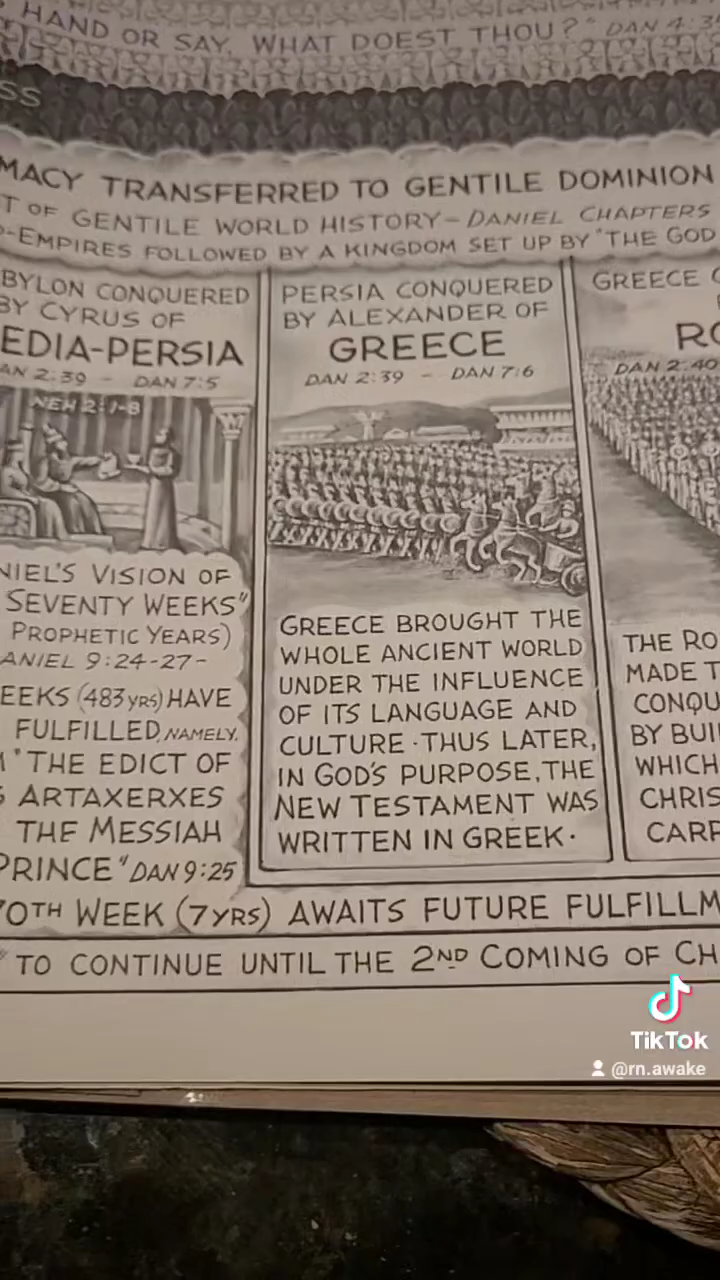 HAND OR SAY, WHAT DOEST THOU?" DAN 4:3
SS
MACY TRANSFERRED TO GENTILE DOMINION
T OF GENTILE WORLD HISTORY – DANIEL CHAPTERS
-EMPIRES FOLLOWED BY A KINGDOM SET UP BY "THE GOD
BYLON CONQUERED
BY CYRUS OF
EDIA-PERSIA
AN 2:39 – DAN 7:5
NEH 2:1-8
NIEL'S VISION OF
SEVENTY WEEKS"
PROPHETIC YEARS)
ANIEL 9:24-27-
EEKS (483 YRS) HAVE
FULFILLED, NAMELY.
"THE EDICT OF
S ARTAXERXES
THE MESSIAH
PRINCE" DAN 9:25
PERSIA CONQUERED
BY ALEXANDER OF
GREECE
DAN 2:39 – DAN 7:6
GREECE BROUGHT THE
WHOLE ANCIENT WORLD
UNDER THE INFLUENCE
OF ITS LANGUAGE AND
CULTURE · THUS LATER,
IN GOD'S PURPOSE, THE
NEW TESTAMENT WAS
WRITTEN IN GREEK ·
GREECE C
RO
DAN 2:40
THE RO
MADE T
CONQU
BY BUI
WHICH
CHRIS
CARR
70TH WEEK (7 YRS) AWAITS FUTURE FULFILLM
" TO CONTINUE UNTIL THE 2ND COMING OF CH
TikTok
@rn.awake